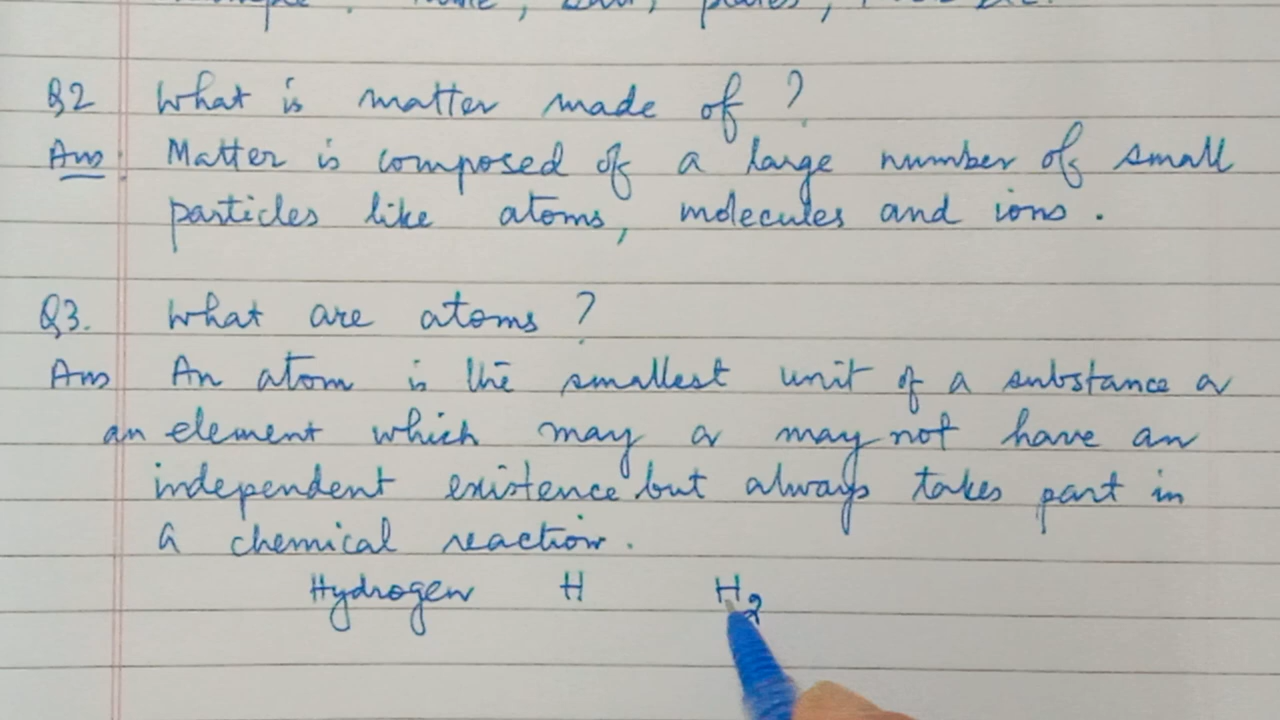 Q2 What is matter made of ?
Ans: Matter is composed of a large number of small
particles like atoms, molecules and ions .
Q3. What are atoms ?
Ans An atom is the smallest unit of a substance or
an element which may or may not have an
independent existence but always takes part in
a chemical reaction .
Hydrogen H H₂